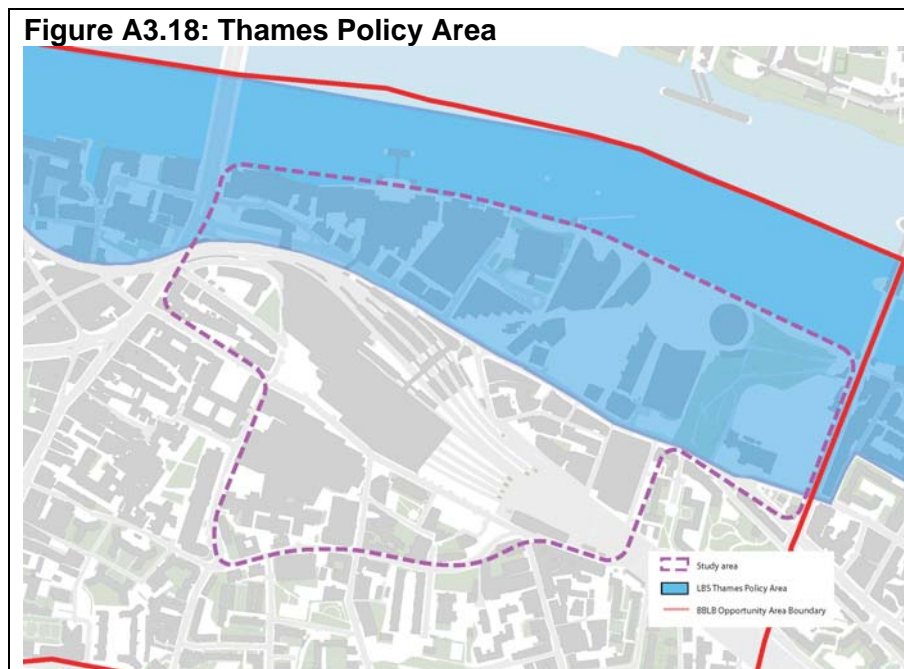 Figure A3.18: Thames Policy Area
Study area
LBS Thames Policy Area
BBLB Opportunity Area Boundary